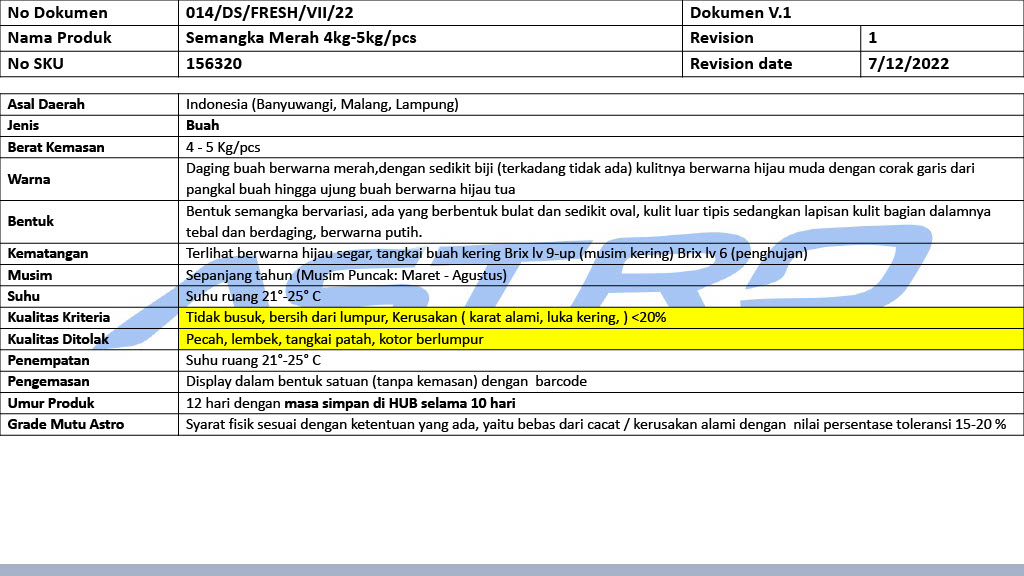 No Dokumen 014/DS/FRESH/VII/22 Dokumen V.1
Nama Produk Semangka Merah 4kg-5kg/pcs Revision 1
No SKU 156320 Revision date 7/12/2022
Asal Daerah Indonesia (Banyuwangi, Malang, Lampung)
Jenis Buah
Berat Kemasan 4 - 5 Kg/pcs
Warna Daging buah berwarna merah,dengan sedikit biji (terkadang tidak ada) kulitnya berwarna hijau muda dengan corak garis dari
pangkal buah hingga ujung buah berwarna hijau tua
Bentuk Bentuk semangka bervariasi, ada yang berbentuk bulat dan sedikit oval, kulit luar tipis sedangkan lapisan kulit bagian dalamnya
tebal dan berdaging, berwarna putih.
Kematangan Terlihat berwarna hijau segar, tangkai buah kering Brix lv 9-up (musim kering) Brix lv 6 (penghujan)
Musim Sepanjang tahun (Musim Puncak: Maret - Agustus)
Suhu Suhu ruang 21°-25° C
Kualitas Kriteria Tidak busuk, bersih dari lumpur, Kerusakan ( karat alami, luka kering, ) <20%
Kualitas Ditolak Pecah, lembek, tangkai patah, kotor berlumpur
Penempatan Suhu ruang 21°-25° C
Pengemasan Display dalam bentuk satuan (tanpa kemasan) dengan  barcode
Umur Produk 12 hari dengan masa simpan di HUB selama 10 hari
Grade Mutu Astro Syarat fisik sesuai dengan ketentuan yang ada, yaitu bebas dari cacat / kerusakan alami dengan  nilai persentase toleransi 15-20 %
ASTRO